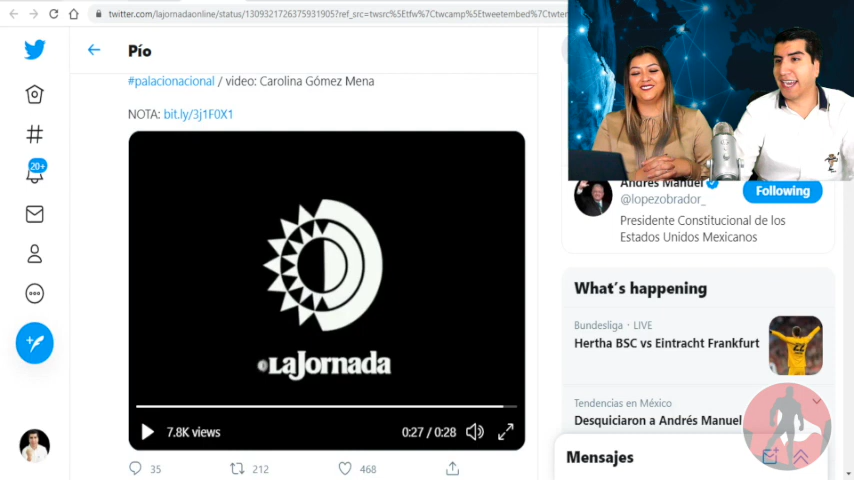 twitter.com/lajornadaonline/status/1309321726375931905?ref_src=twsrc%5Etfw%7Ctwcamp%5Etweetembed%7Ctwter
Pío
#palacionacional / video: Carolina Gómez Mena
NOTA: bit.ly/3j1F0X1
LaJornada
7.8K views
0:27 / 0:28
35
212
468
20+
Andrés Manuel
@lopezobrador_
Following
Presidente Constitucional de los
Estados Unidos Mexicanos
What's happening
Bundesliga · LIVE
Hertha BSC vs Eintracht Frankfurt
Tendencias en México
Desquiciaron a Andrés Manuel
Mensajes